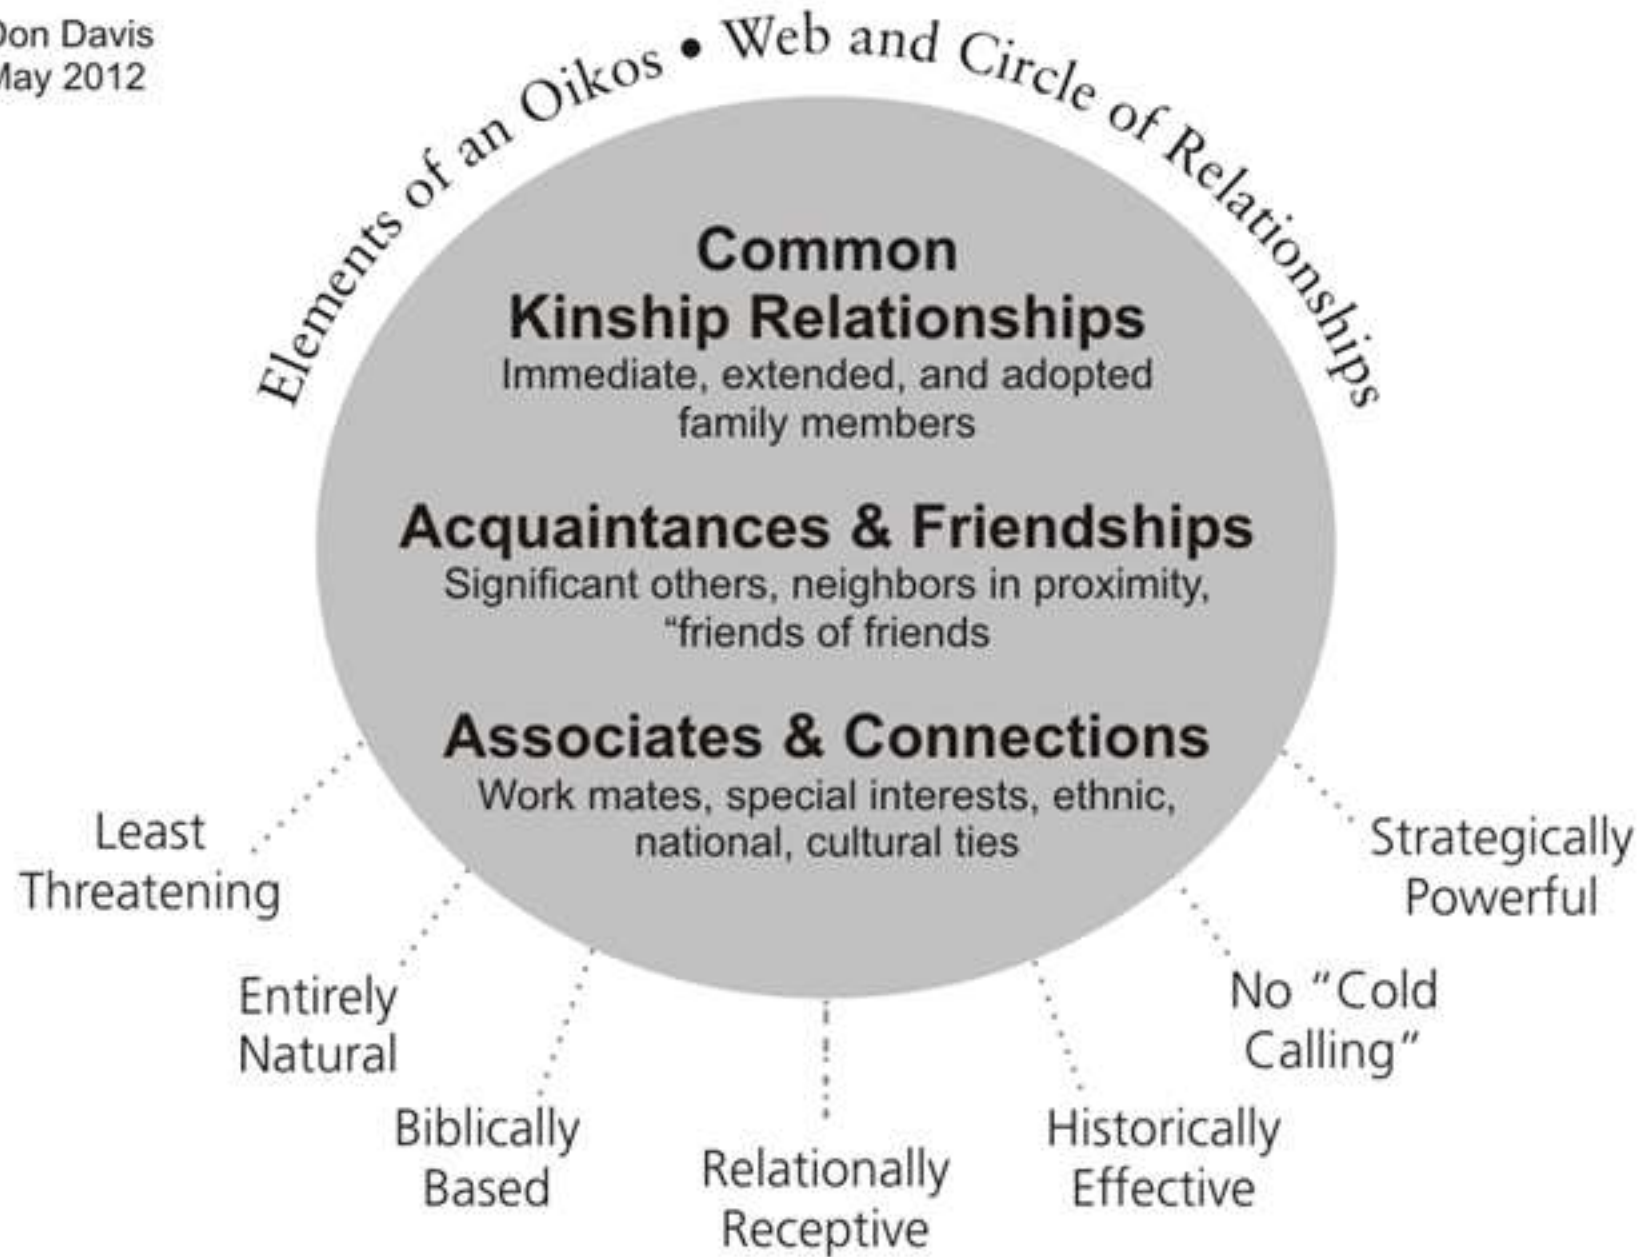 Don Davis
May 2012
Elements of an Oikos • Web and Circle of Relationships
Common
Kinship Relationships
Immediate, extended, and adopted
family members
Acquaintances & Friendships
Significant others, neighbors in proximity,
“friends of friends
Associates & Connections
Work mates, special interests, ethnic,
national, cultural ties
Least
Threatening
Entirely
Natural
Biblically
Based
Relationally
Receptive
Historically
Effective
No “Cold
Calling”
Strategically
Powerful